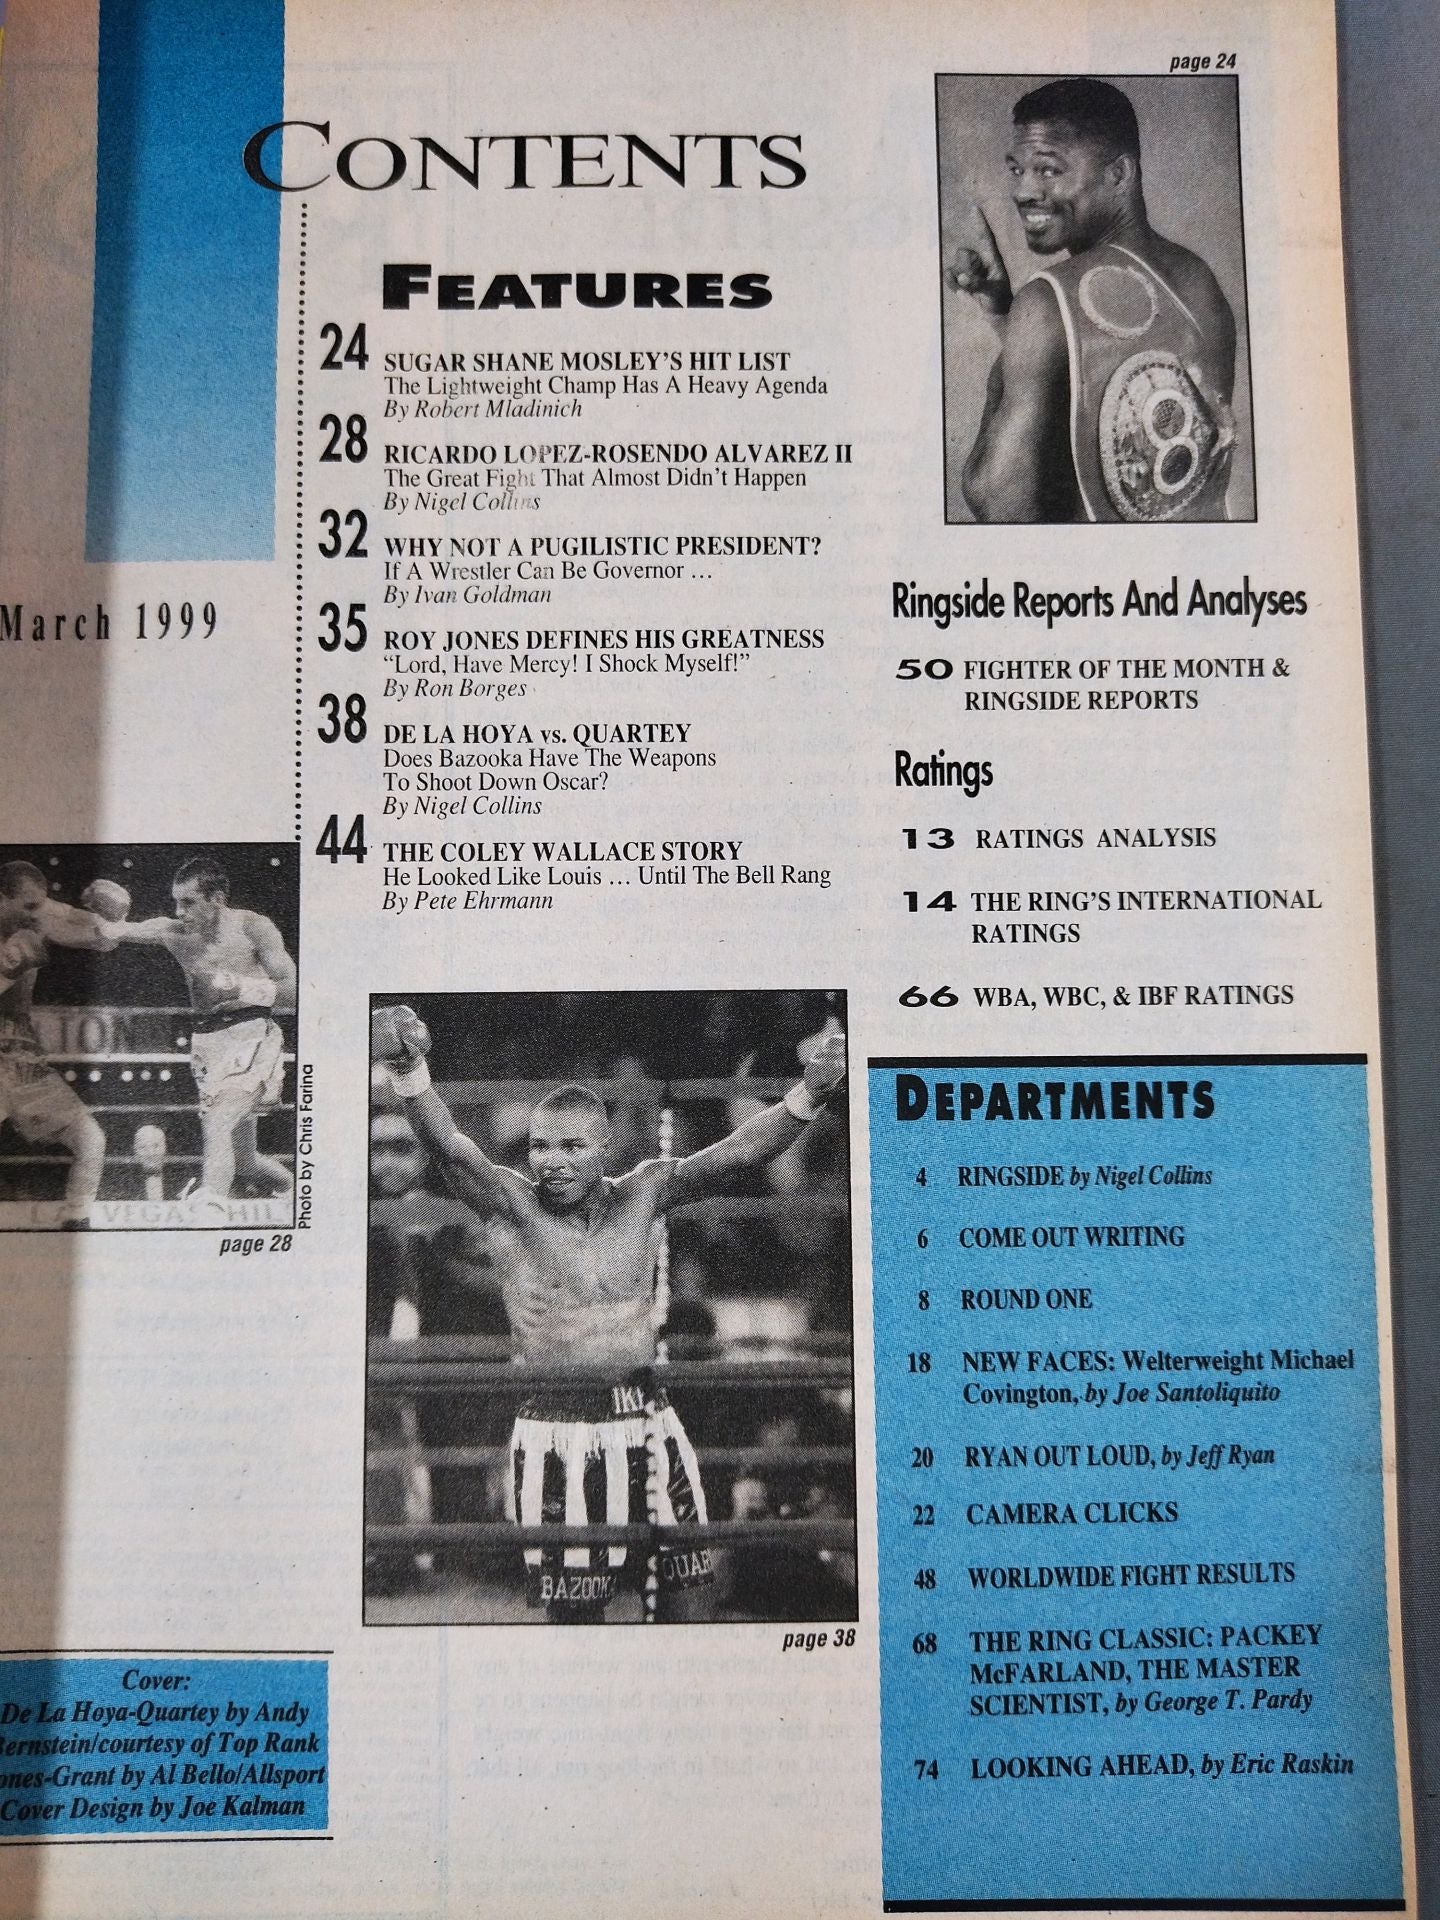 page 24
CONTENTS
FEATURES
24 SUGAR SHANE MOSLEY'S HIT LIST
The Lightweight Champ Has A Heavy Agenda
By Robert Mladinich
28 RICARDO LOPEZ-ROSENDO ALVAREZ II
The Great Fight That Almost Didn't Happen
By Nigel Collins
32 WHY NOT A PUGILISTIC PRESIDENT?
If A Wrestler Can Be Governor ...
By Ivan Goldman
35 ROY JONES DEFINES HIS GREATNESS
"Lord, Have Mercy! I Shock Myself!"
By Ron Borges
38 DE LA HOYA vs. QUARTEY
Does Bazooka Have The Weapons
To Shoot Down Oscar?
By Nigel Collins
44 THE COLEY WALLACE STORY
He Looked Like Louis ... Until The Bell Rang
By Pete Ehrmann
March 1999
Photo by Chris Farina
LAS VEGAS HIL
page 28
IKE
BAZOOK
QUAR
page 38
Cover:
De La Hoya-Quartey by Andy
Bernstein/courtesy of Top Rank
ones-Grant by Al Bello/Allsport
Cover Design by Joe Kalman
Ringside Reports And Analyses
50 FIGHTER OF THE MONTH &
RINGSIDE REPORTS
Ratings
13 RATINGS ANALYSIS
14 THE RING'S INTERNATIONAL
RATINGS
66 WBA, WBC, & IBF RATINGS
DEPARTMENTS
4 RINGSIDE by Nigel Collins
6 COME OUT WRITING
8 ROUND ONE
18 NEW FACES: Welterweight Michael
Covington, by Joe Santoliquito
20 RYAN OUT LOUD, by Jeff Ryan
22 CAMERA CLICKS
48 WORLDWIDE FIGHT RESULTS
68 THE RING CLASSIC: PACKEY
McFARLAND, THE MASTER
SCIENTIST, by George T. Pardy
74 LOOKING AHEAD, by Eric Raskin